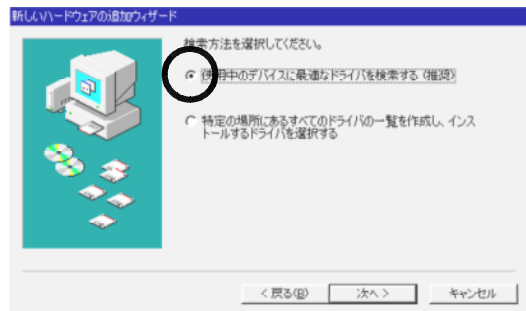 新しいハードウェアの追加ウィザード
検索方法を選択してください。
使用中のデバイスに最適なドライバを検索する (推奨)
特定の場所にあるすべてのドライバの一覧を作成し、インス
トールするドライバを選択する
< 戻る(B)
次へ >
キャンセル